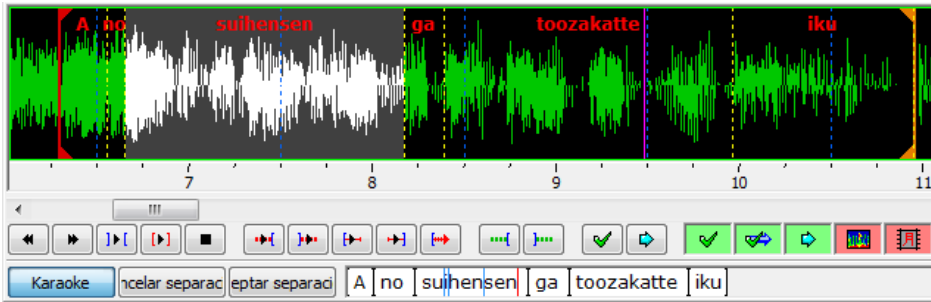 A no suihensen ga toozakatte iku
7 8 9 10 11
月
Karaoke ncelar separac eptar separaci A no suihensen ga toozakatte iku